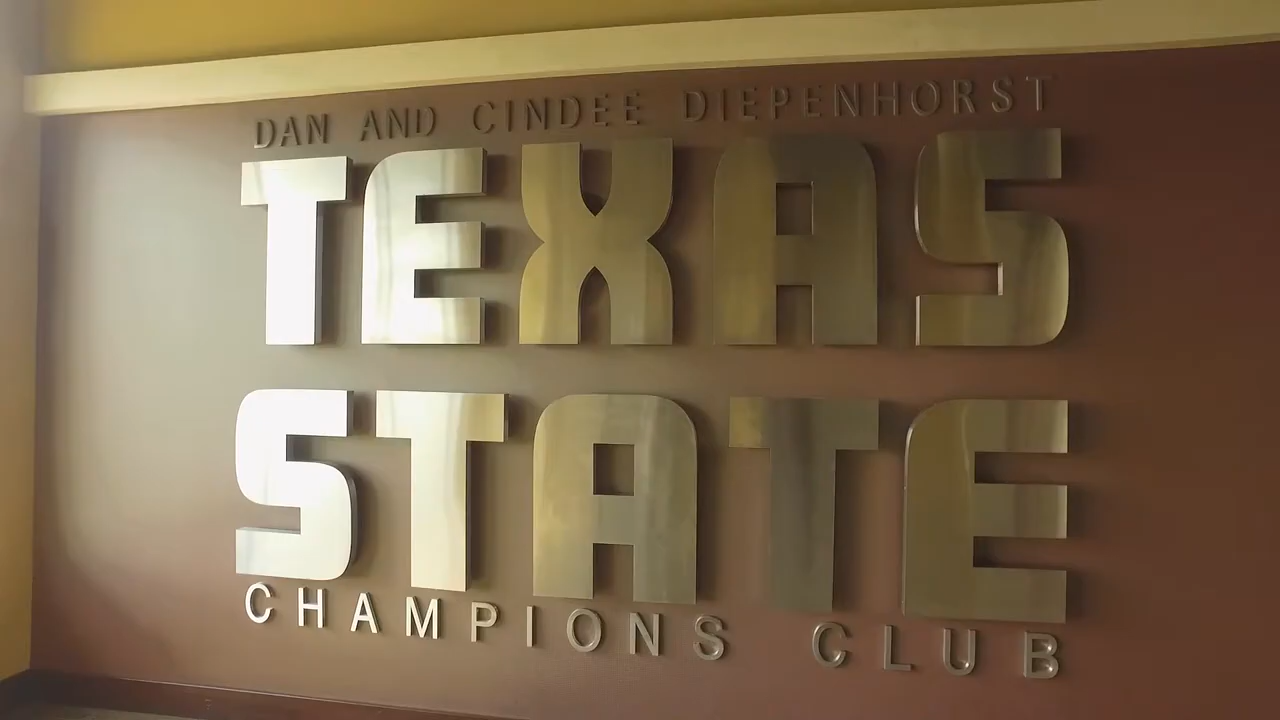 DAN AND CINDEE DIEPENHORST
TEXAS
STATE
CHAMPIONS CLUB